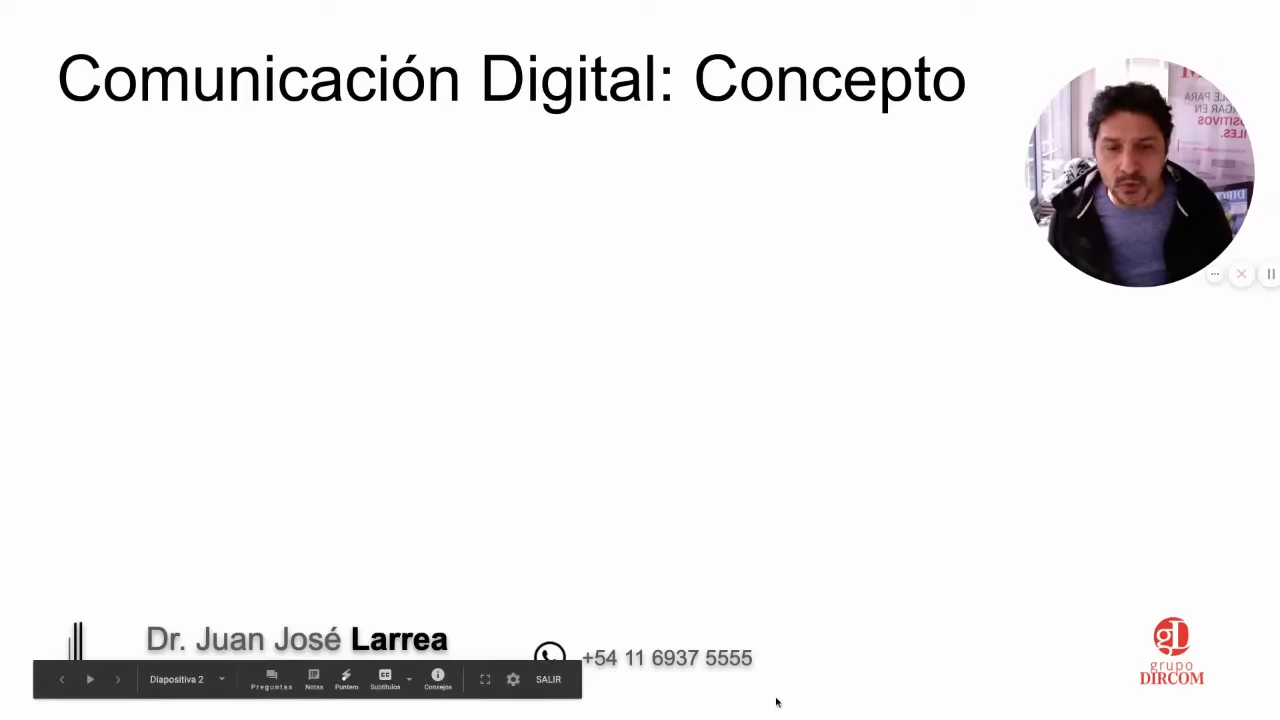 Comunicación Digital: Concepto
Dr. Juan José Larrea
+54 11 6937 5555
Diapositiva 2
Preguntas
Notas
Puntero
Subtítulos
Consejos
SALIR
gD
grupo
DIRCOM